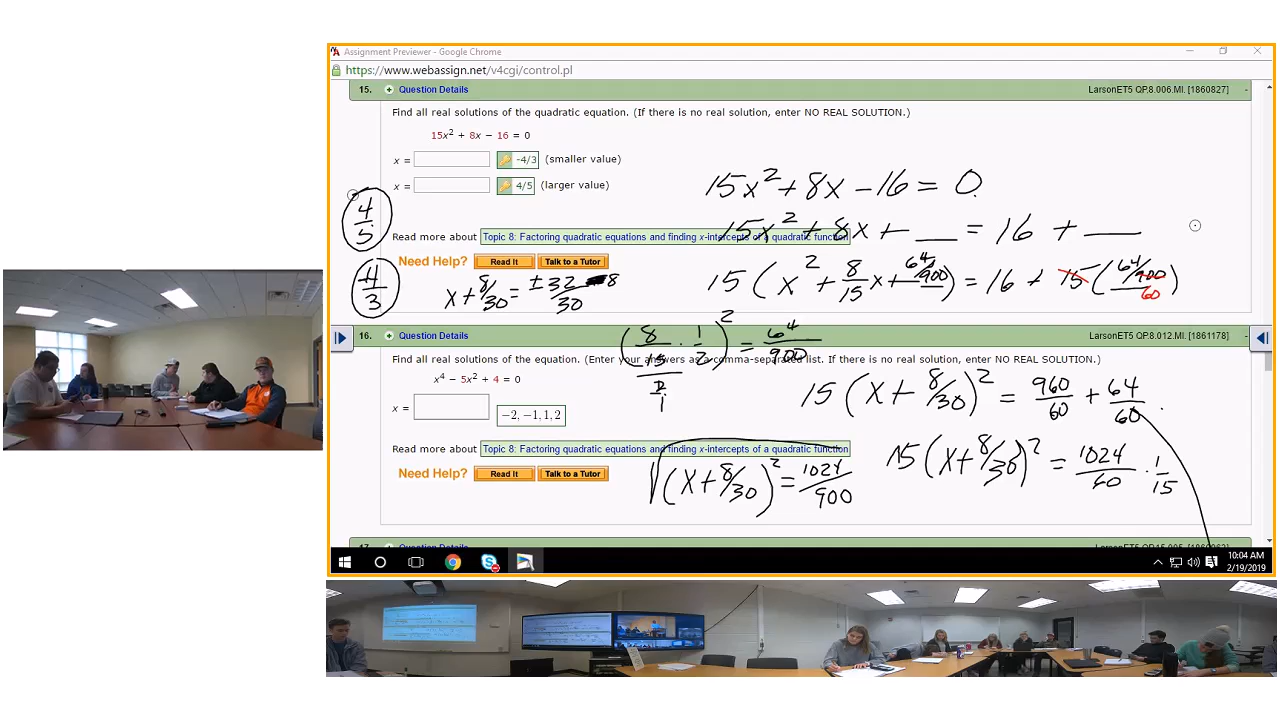 Assignment Previewer - Google Chrome
https://www.webassign.net/v4cgi/control.pl
15. Question Details LarsonET5 QP.8.006.MI. [1860827] -
Find all real solutions of the quadratic equation. (If there is no real solution, enter NO REAL SOLUTION.)
15x² + 8x − 16 = 0
x = -4/3 (smaller value)
x = 4/5 (larger value)
15x² + 8x − 16 = 0
4/5
15x² + 8x + __ = 16 + __
Read more about Topic 8: Factoring quadratic equations and finding x-intercepts of a quadratic function
Need Help? Read It Talk to a Tutor
15 ( x² + 8/15 x + 64/900 ) = 16 + 15 ( 64/900 )
60
x + 8/30 = ± 32/30 − 8
16. Question Details LarsonET5 QP.8.012.MI. [1861178] -
( 8/15 · 1/2 )² = 64/900
Find all real solutions of the equation. (Enter your answers as a comma-separated list. If there is no real solution, enter NO REAL SOLUTION.)
x⁴ − 5x² + 4 = 0
15 ( x + 8/30 )² = 960/60 + 64/60
x = −2, −1, 1, 2
Read more about Topic 8: Factoring quadratic equations and finding x-intercepts of a quadratic function
15 ( x + 8/30 )² = 1024/60 · 1/15
Need Help? Read It Talk to a Tutor
√( x + 8/30 )² = 1024/900
Question Details
10:04 AM
2/19/2019